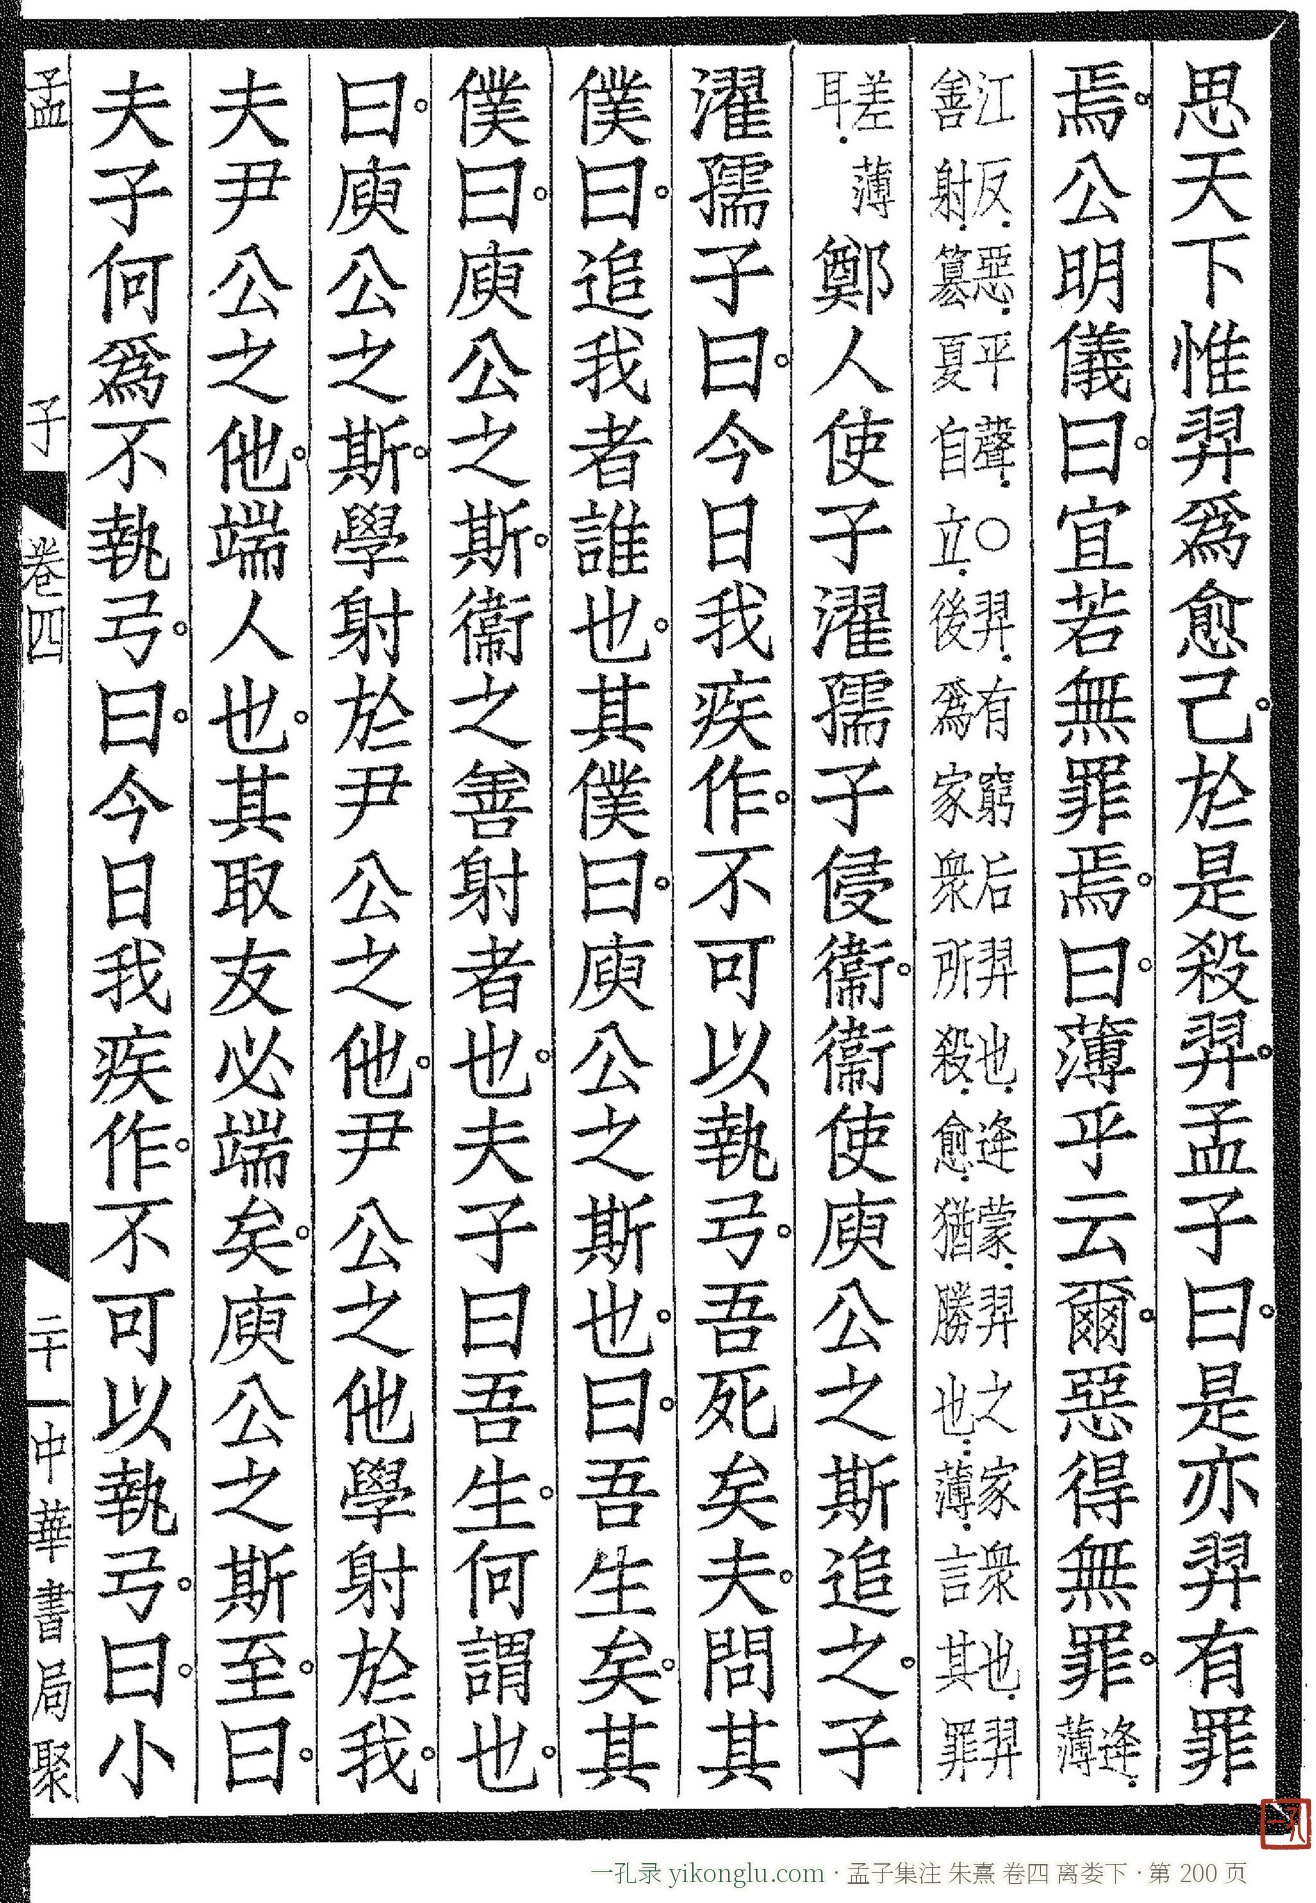 思天下惟羿爲愈己。於是殺羿。孟子曰。是亦羿有罪
焉。公明儀曰。宜若無罪焉。曰。薄乎云爾。惡得無罪。逄薄
江反.惡.平聲.○羿.有窮后羿也.逄蒙.羿之家衆也.羿
善射.篡夏自立.後爲家衆所殺.愈.猶勝也.薄.言其罪
差薄耳.鄭人使子濯孺子侵衞。衞使庾公之斯追之。子
濯孺子曰。今日我疾作。不可以執弓。吾死矣夫。問其
僕曰。追我者誰也。其僕曰。庾公之斯也。曰。吾生矣。其
僕曰。庾公之斯。衞之善射者也。夫子曰吾生。何謂也。
曰。庾公之斯。學射於尹公之他。尹公之他學射於我。
夫尹公之他。端人也。其取友必端矣。庾公之斯至。曰。
夫子何爲不執弓。曰。今日我疾作。不可以執弓。曰。小
孟子 卷四 二十一 中華書局聚
一孔
一孔录 yikonglu.com · 孟子集注 朱熹 卷四 离娄下 · 第 200 页